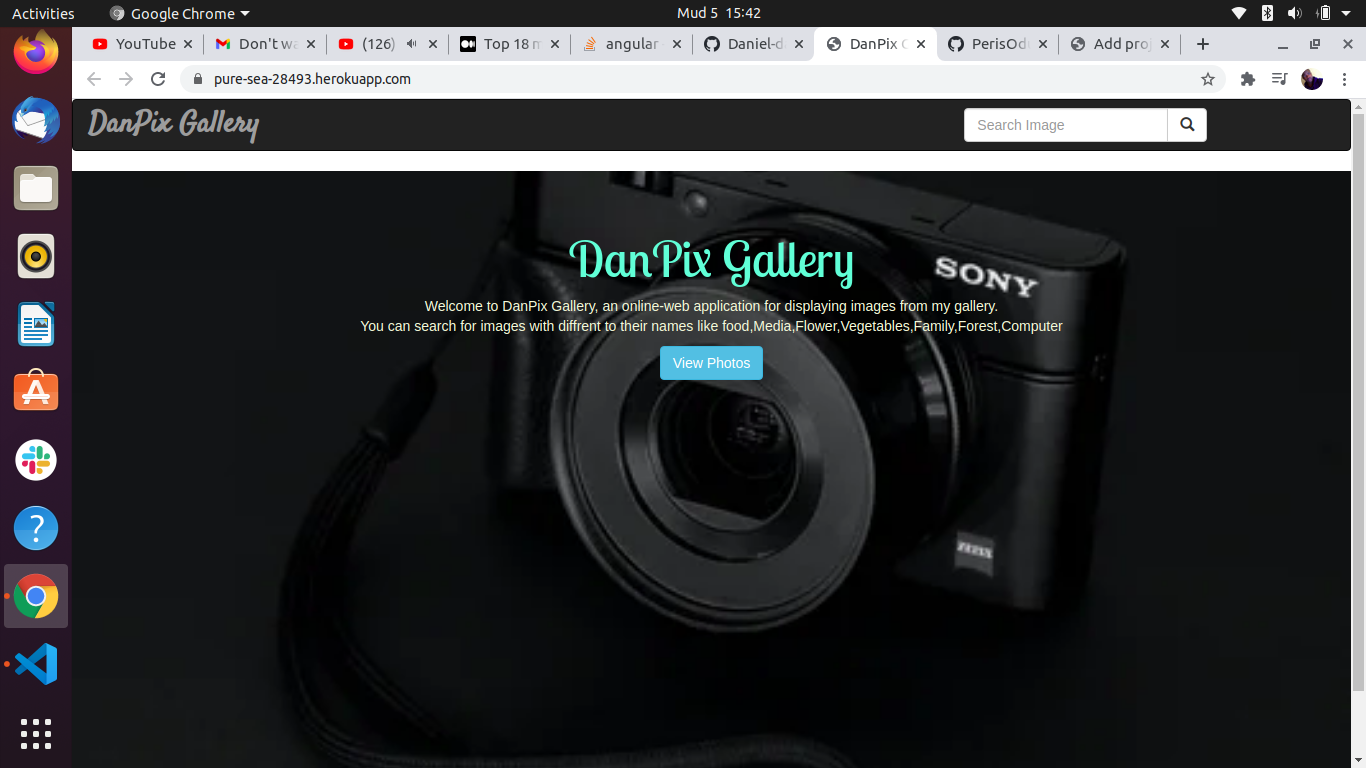 Activities
Google Chrome
Mud 5 15:42
YouTube
Don't wa
(126)
Top 18 m
angular
Daniel-d
DanPix G
PerisOdu
Add proj
pure-sea-28493.herokuapp.com
DanPix Gallery
Search Image
DanPix Gallery
SONY
Welcome to DanPix Gallery, an online-web application for displaying images from my gallery.
You can search for images with diffrent to their names like food,Media,Flower,Vegetables,Family,Forest,Computer
View Photos
ZEISS